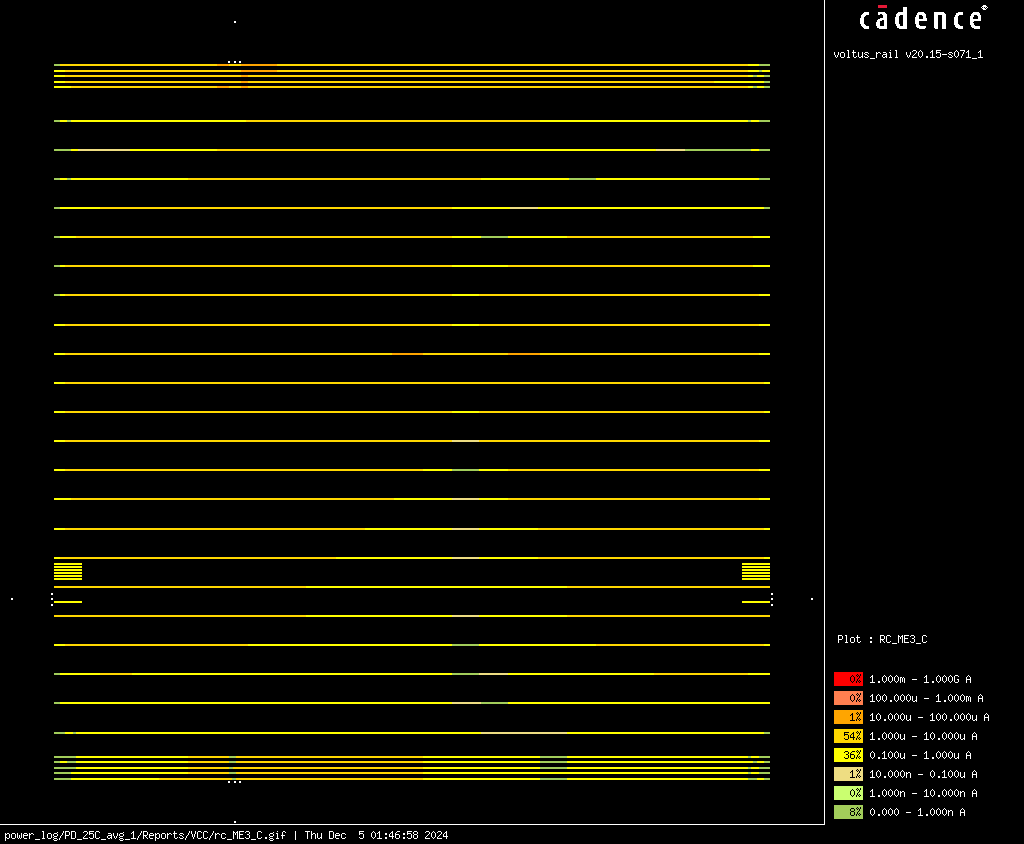 cādence®
voltus_rail v20.15-s071_1
Plot : RC_ME3_C
0% 1.000m - 1.000G A
0% 100.000u - 1.000m A
1% 10.000u - 100.000u A
54% 1.000u - 10.000u A
36% 0.100u - 1.000u A
1% 10.000n - 0.100u A
0% 1.000n - 10.000n A
8% 0.000 - 1.000n A
power_log/PD_25C_avg_1/Reports/VCC/rc_ME3_C.gif | Thu Dec  5 01:46:58 2024